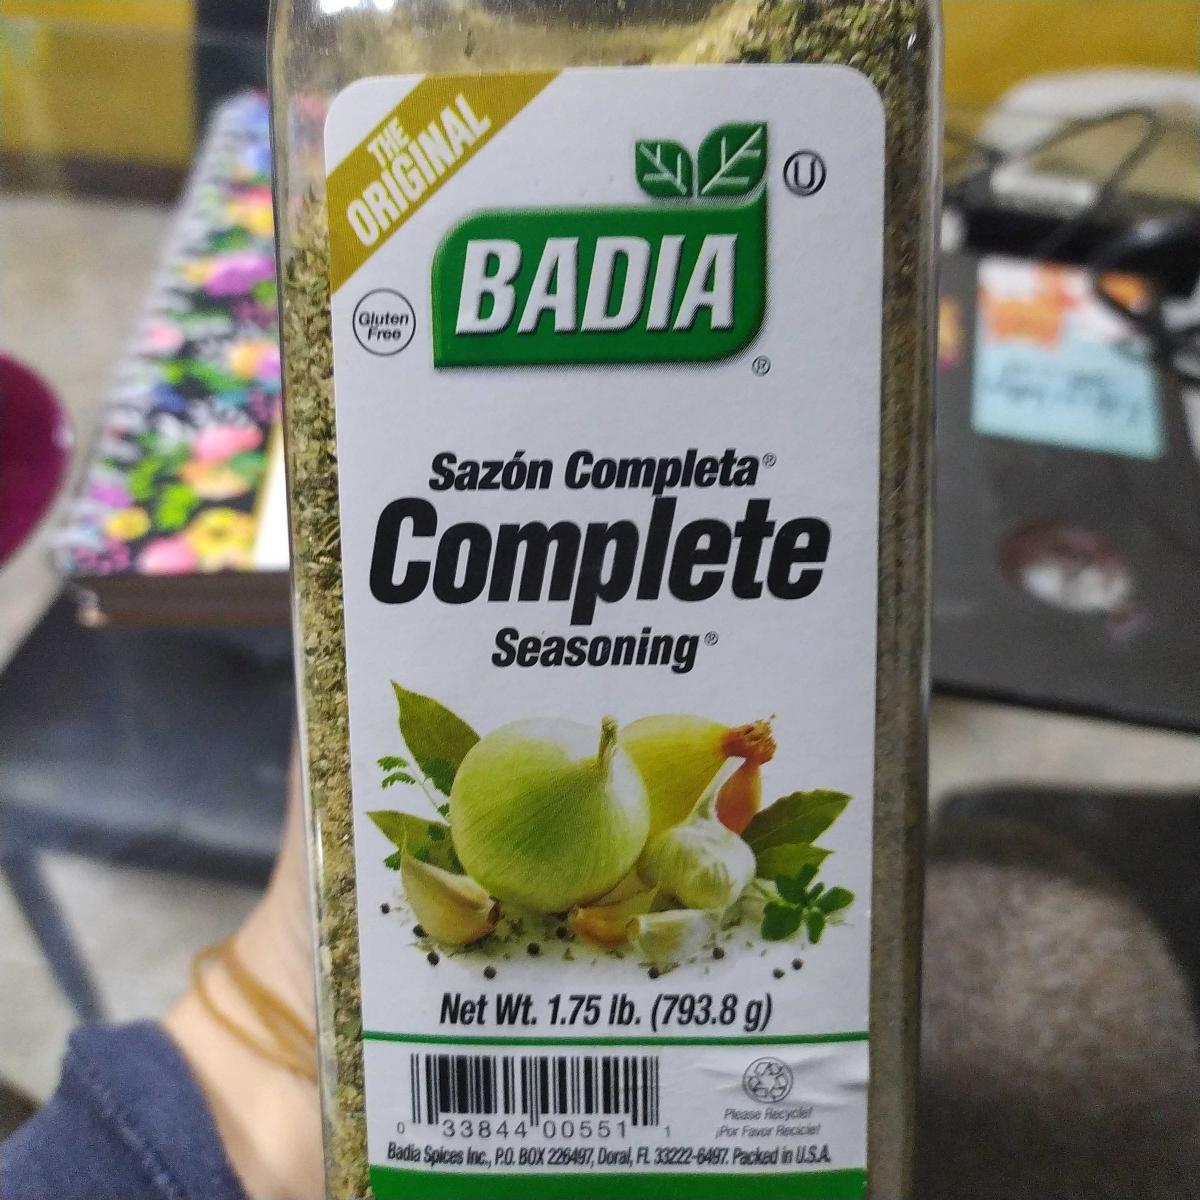 THE
ORIGINAL
U
BADIA
®
Gluten
Free
Sazón Completa®
Complete
Seasoning®
Net Wt. 1.75 lb. (793.8 g)
0 33844 00551 1
Please Recycle!
¡Por Favor Recicle!
Badia Spices Inc., P.O. BOX 226497, Doral, FL 33222-6497. Packed in U.S.A.